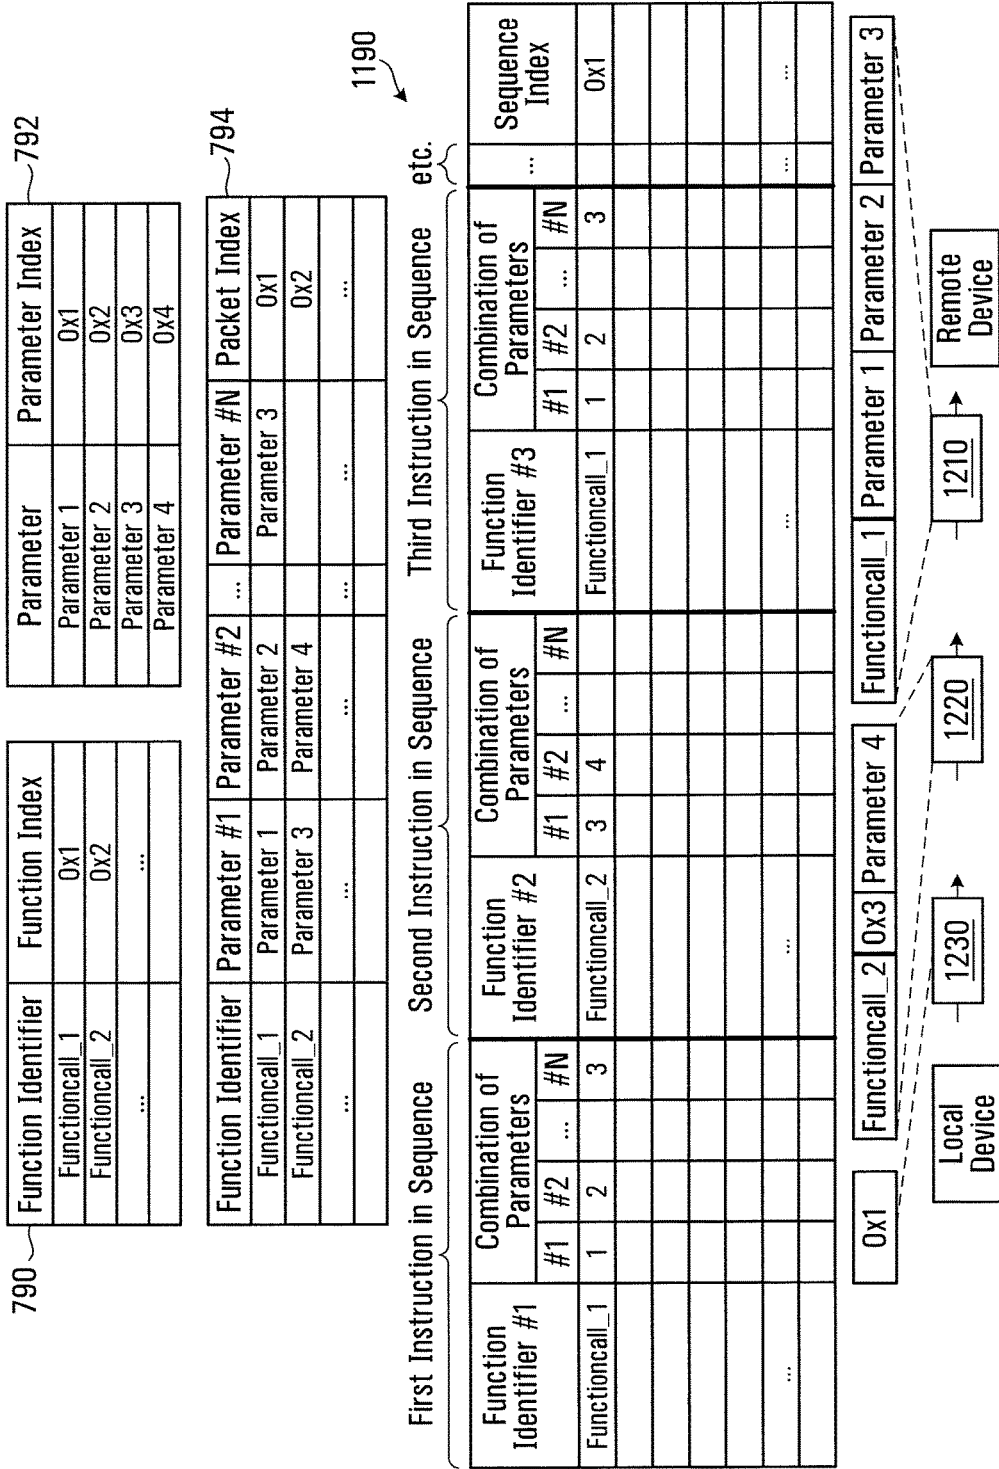 790
Function Identifier Function Index
Functioncall_1 0x1
Functioncall_2 0x2
... ...
792
Parameter Parameter Index
Parameter 1 0x1
Parameter 2 0x2
Parameter 3 0x3
Parameter 4 0x4
794
Function Identifier Parameter #1 Parameter #2 ... Parameter #N Packet Index
Functioncall_1 Parameter 1 Parameter 2 Parameter 3 0x1
Functioncall_2 Parameter 3 Parameter 4 0x2
... ... ... ... ... ...
1190
First Instruction in Sequence Second Instruction in Sequence Third Instruction in Sequence etc.
Function Identifier #1 Combination of Parameters Function Identifier #2 Combination of Parameters Function Identifier #3 Combination of Parameters ... Sequence Index
#1 #2 ... #N #1 #2 ... #N #1 #2 ... #N
Functioncall_1 1 2 3 Functioncall_2 3 4 Functioncall_1 1 2 3 0x1
... ... ... ... ...
0x1 Functioncall_2 0x3 Parameter 4 Functioncall_1 Parameter 1 Parameter 2 Parameter 3
Local Device 1230 1220 1210 Remote Device